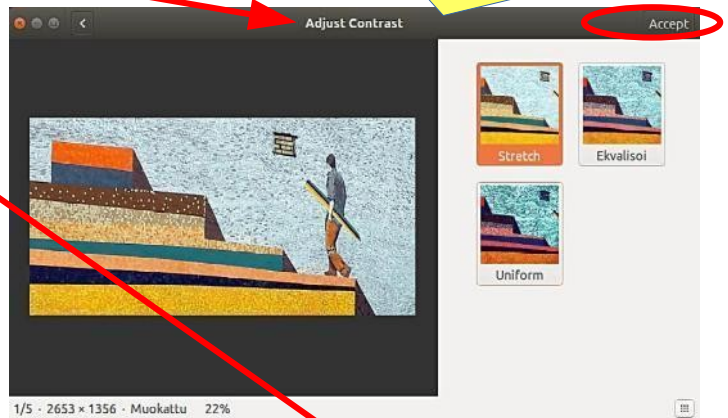 Adjust Contrast
Accept
Stretch
Ekvalisoi
Uniform
1/5 · 2653 × 1356 · Muokattu 22%